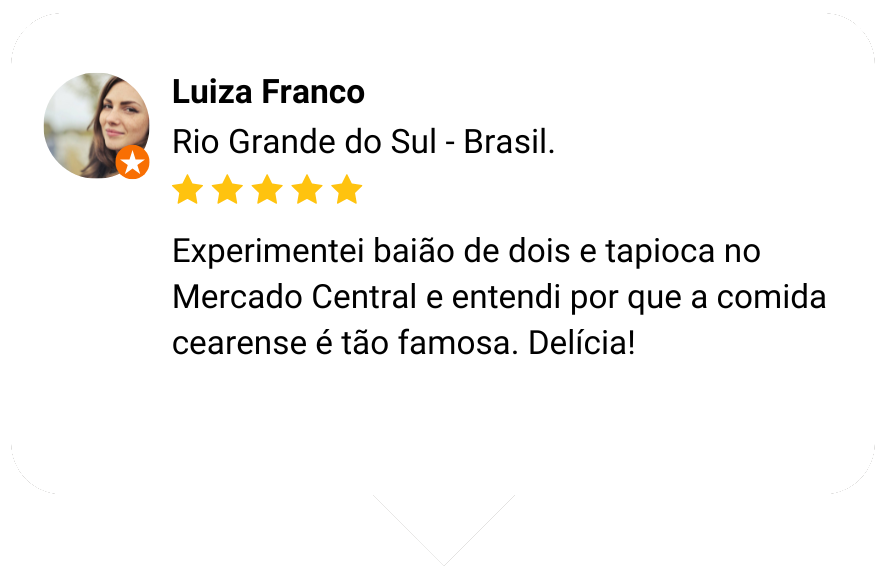 Luiza Franco
Rio Grande do Sul - Brasil.
Experimentei baião de dois e tapioca no
Mercado Central e entendi por que a comida
cearense é tão famosa. Delícia!